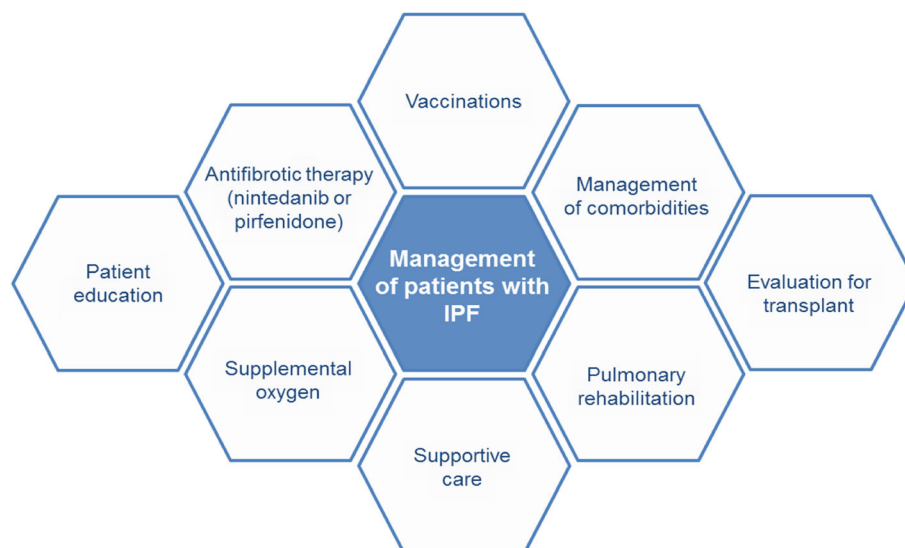 Vaccinations
Antifibrotic therapy
(nintedanib or
pirfenidone)
Management
of comorbidities
Patient
education
Management
of patients with
IPF
Evaluation for
transplant
Supplemental
oxygen
Pulmonary
rehabilitation
Supportive
care